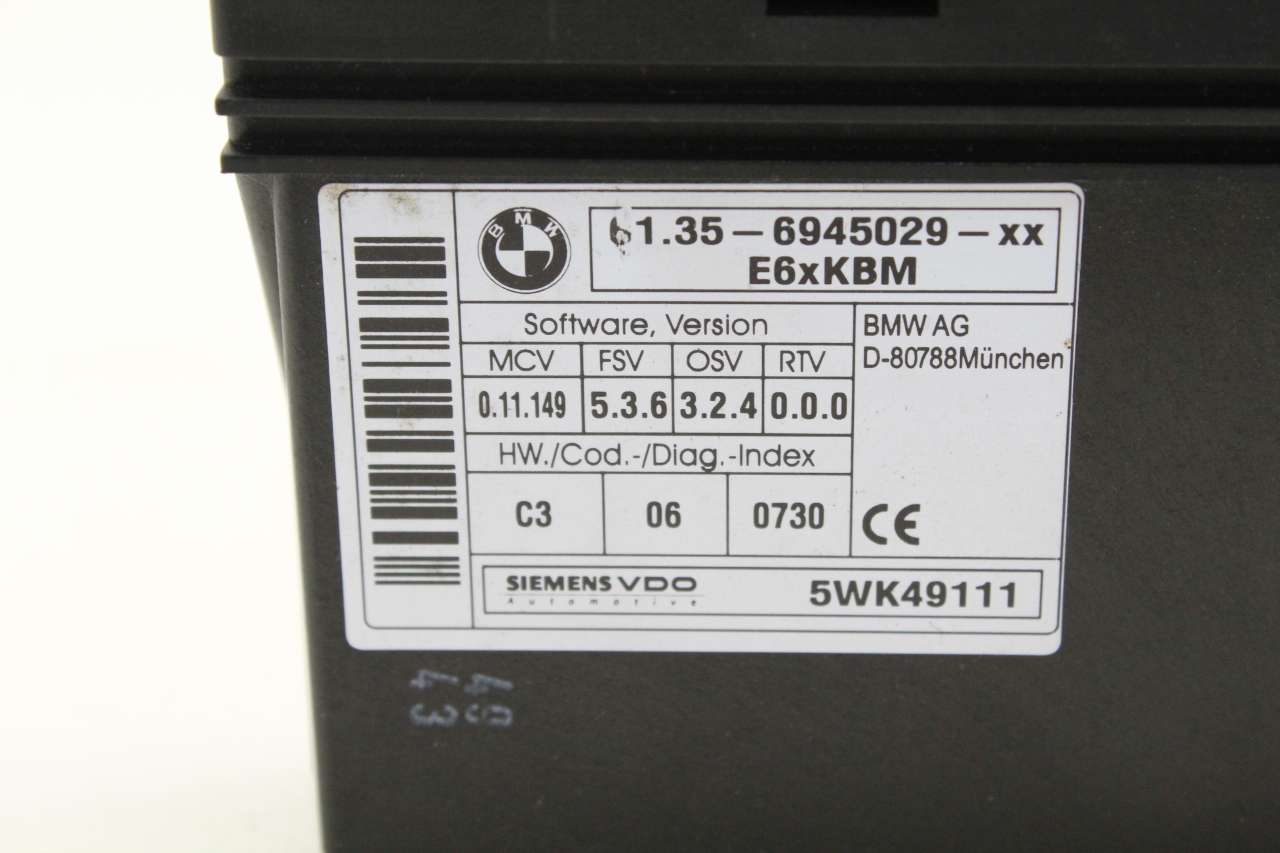 BMW
61.35-6945029-xx
E6xKBM
Software, Version
MCV FSV OSV RTV
0.11.149 5.3.6 3.2.4 0.0.0
HW./Cod.-/Diag.-Index
C3 06 0730
BMW AG
D-80788München
CE
SIEMENS VDO
Automotive
5WK49111